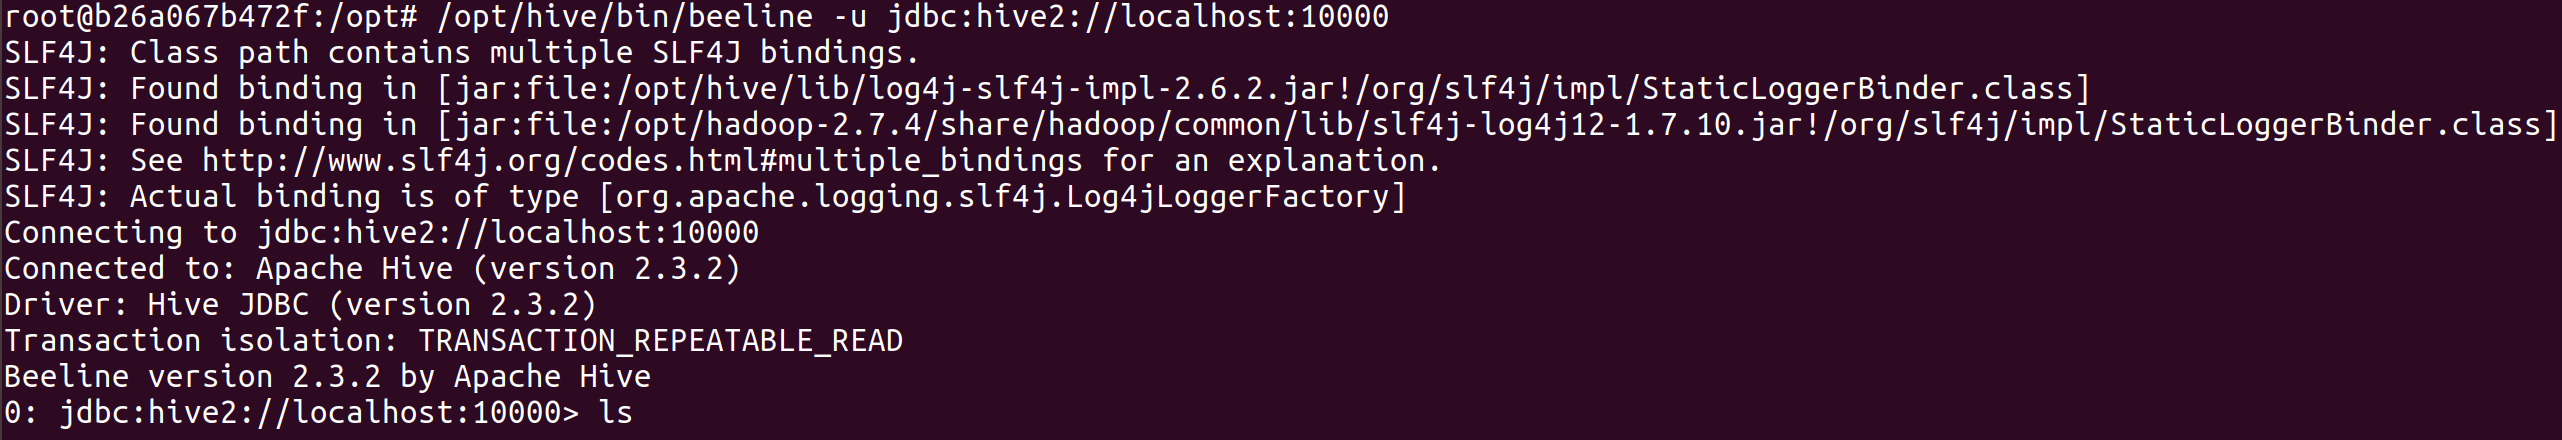 root@b26a067b472f:/opt# /opt/hive/bin/beeline -u jdbc:hive2://localhost:10000
SLF4J: Class path contains multiple SLF4J bindings.
SLF4J: Found binding in [jar:file:/opt/hive/lib/log4j-slf4j-impl-2.6.2.jar!/org/slf4j/impl/StaticLoggerBinder.class]
SLF4J: Found binding in [jar:file:/opt/hadoop-2.7.4/share/hadoop/common/lib/slf4j-log4j12-1.7.10.jar!/org/slf4j/impl/StaticLoggerBinder.class]
SLF4J: See http://www.slf4j.org/codes.html#multiple_bindings for an explanation.
SLF4J: Actual binding is of type [org.apache.logging.slf4j.Log4jLoggerFactory]
Connecting to jdbc:hive2://localhost:10000
Connected to: Apache Hive (version 2.3.2)
Driver: Hive JDBC (version 2.3.2)
Transaction isolation: TRANSACTION_REPEATABLE_READ
Beeline version 2.3.2 by Apache Hive
0: jdbc:hive2://localhost:10000> ls